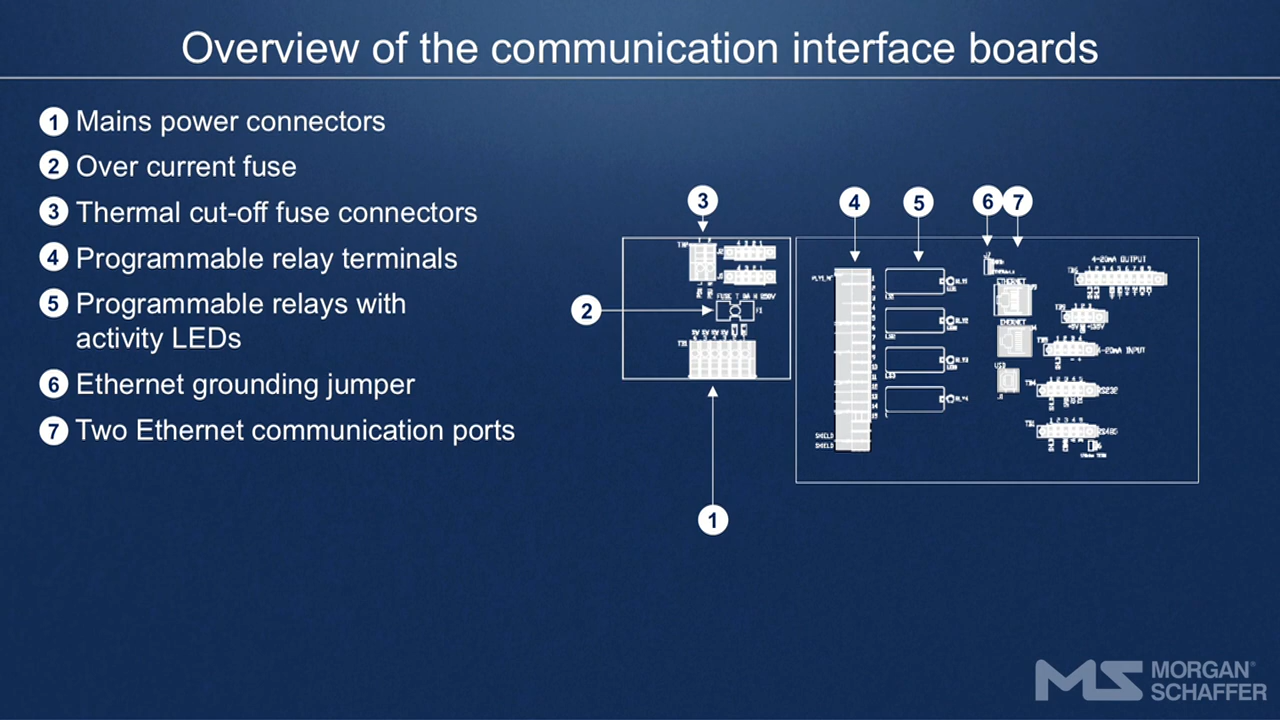 Overview of the communication interface boards
1 Mains power connectors
2 Over current fuse
3 Thermal cut-off fuse connectors
4 Programmable relay terminals
5 Programmable relays with
activity LEDs
6 Ethernet grounding jumper
7 Two Ethernet communication ports
3
4
5
6
7
2
1
4-20mA OUTPUT
ETHERNET
ETHERNET
4-20mA INPUT
USB
RS232
RS485
SHIELD
SHIELD
MORGAN
SCHAFFER